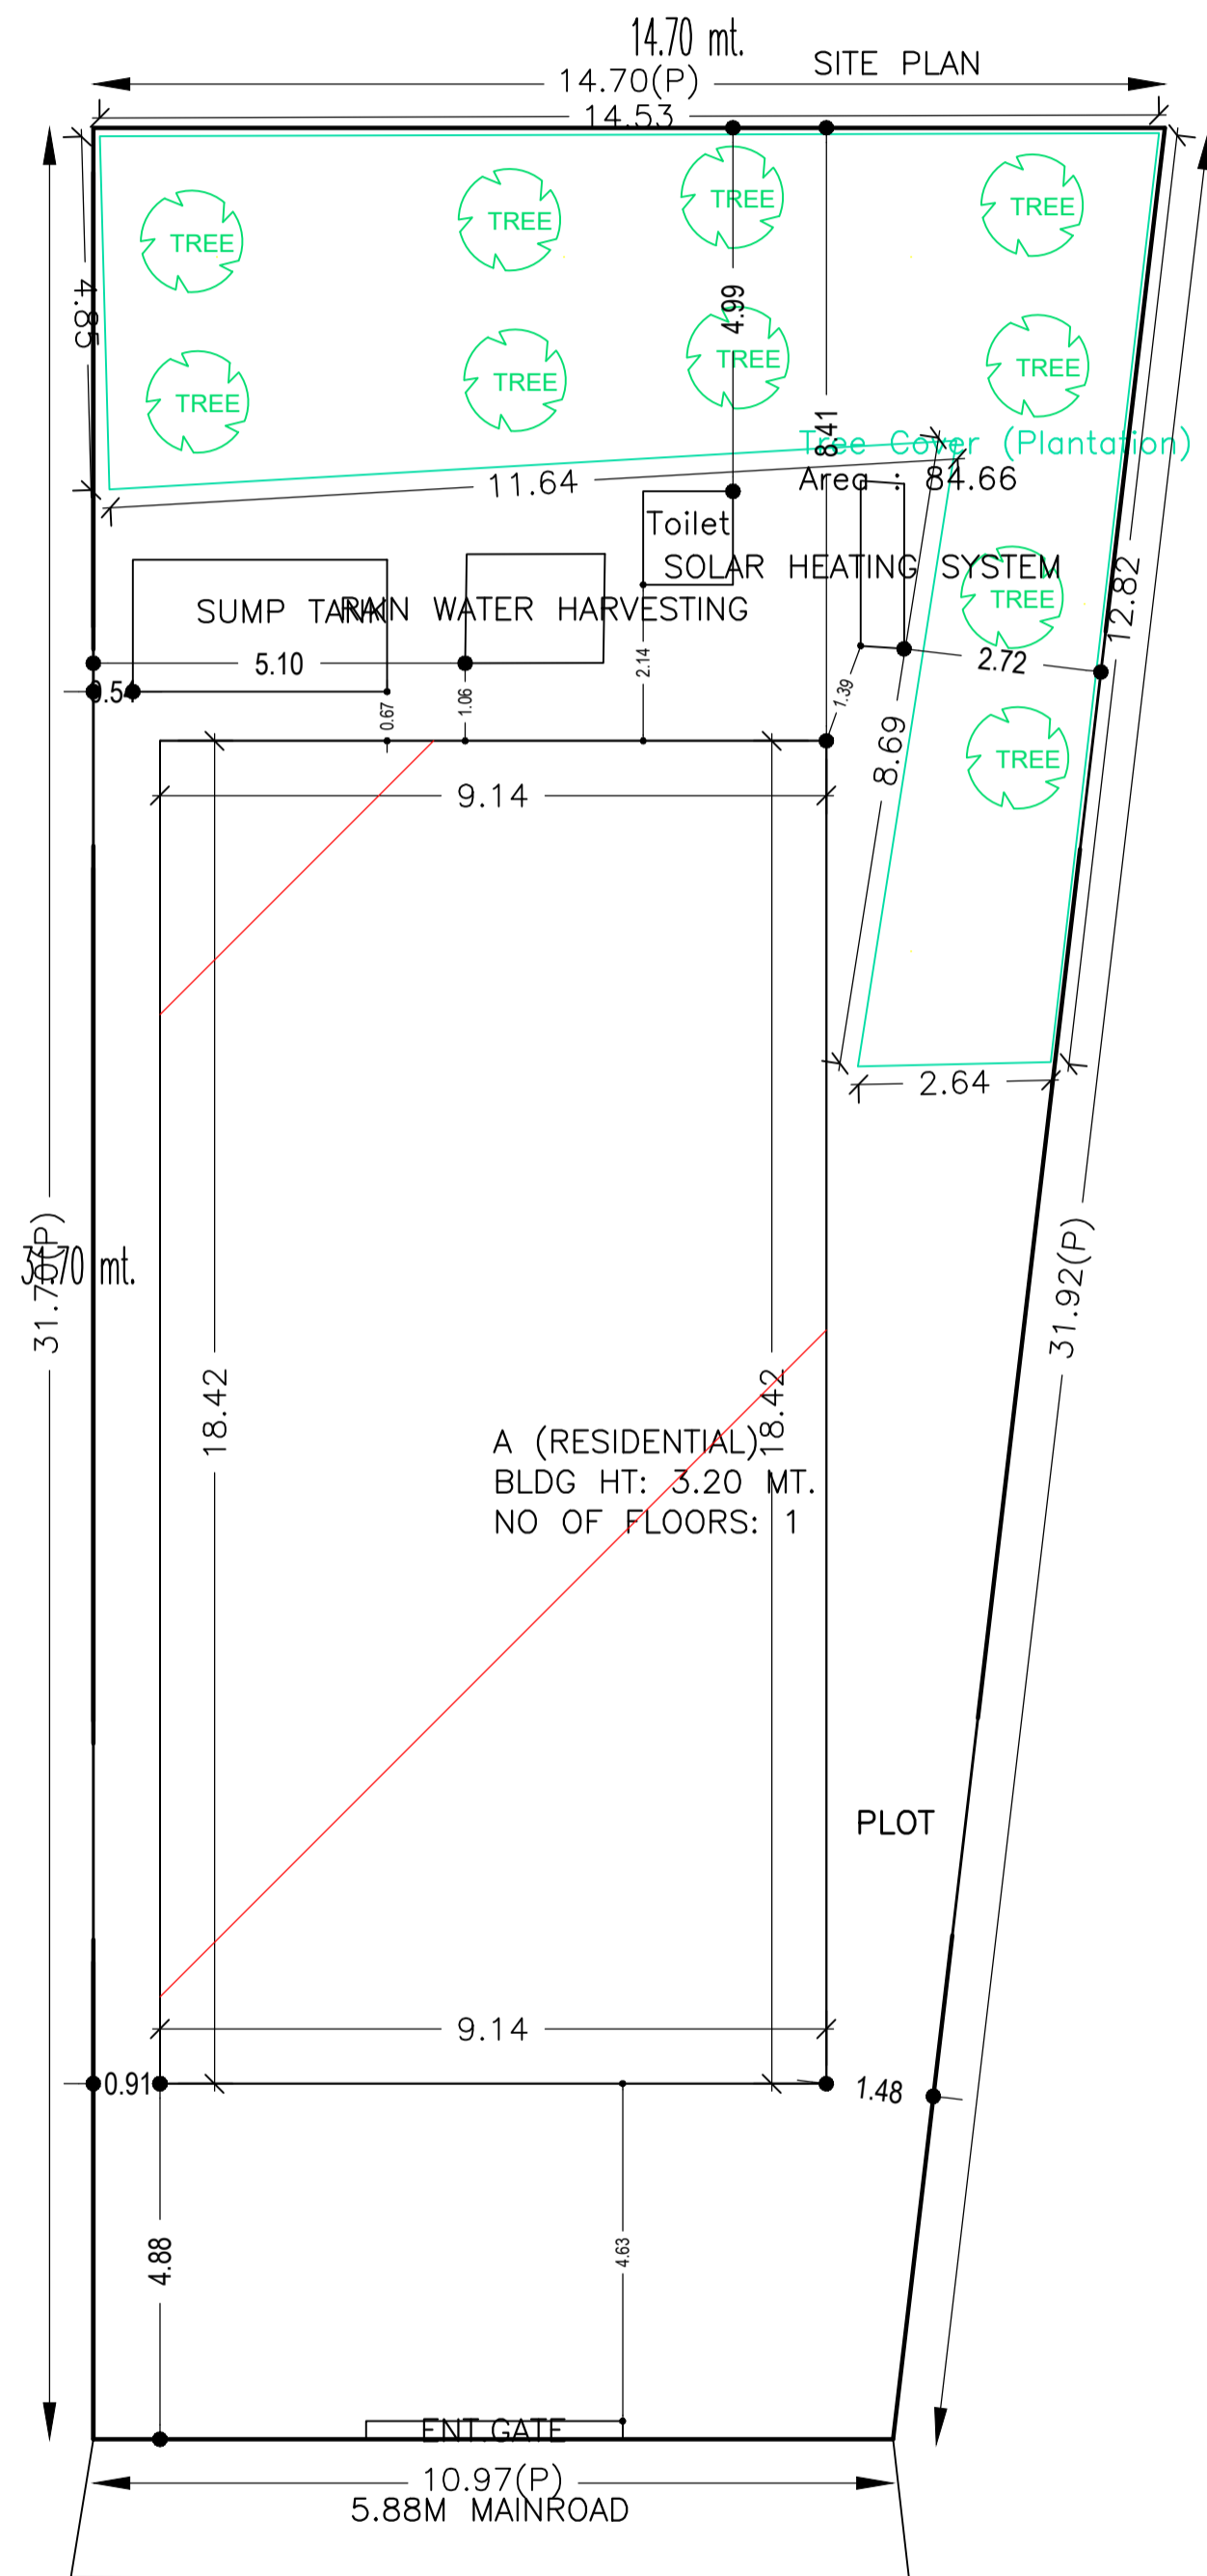 14.70 mt.
SITE PLAN
14.70(P)
14.53
TREE
TREE
TREE
TREE
4.85
4.99
TREE
TREE
TREE
TREE
8.41
Tree Cover (Plantation)
Area : 84.66
11.64
Toilet
SOLAR HEATING SYSTEM
12.82
TREE
SUMP TANK
RAIN WATER HARVESTING
5.10
2.14
2.72
1.39
0.67
1.06
8.69
TREE
9.14
2.64
31.70(P)
31.70 mt.
31.92(P)
18.42
18.42
A (RESIDENTIAL)
BLDG HT: 3.20 MT.
NO OF FLOORS: 1
PLOT
9.14
0.91
1.48
4.88
4.63
ENT.GATE
10.97(P)
5.88M MAINROAD